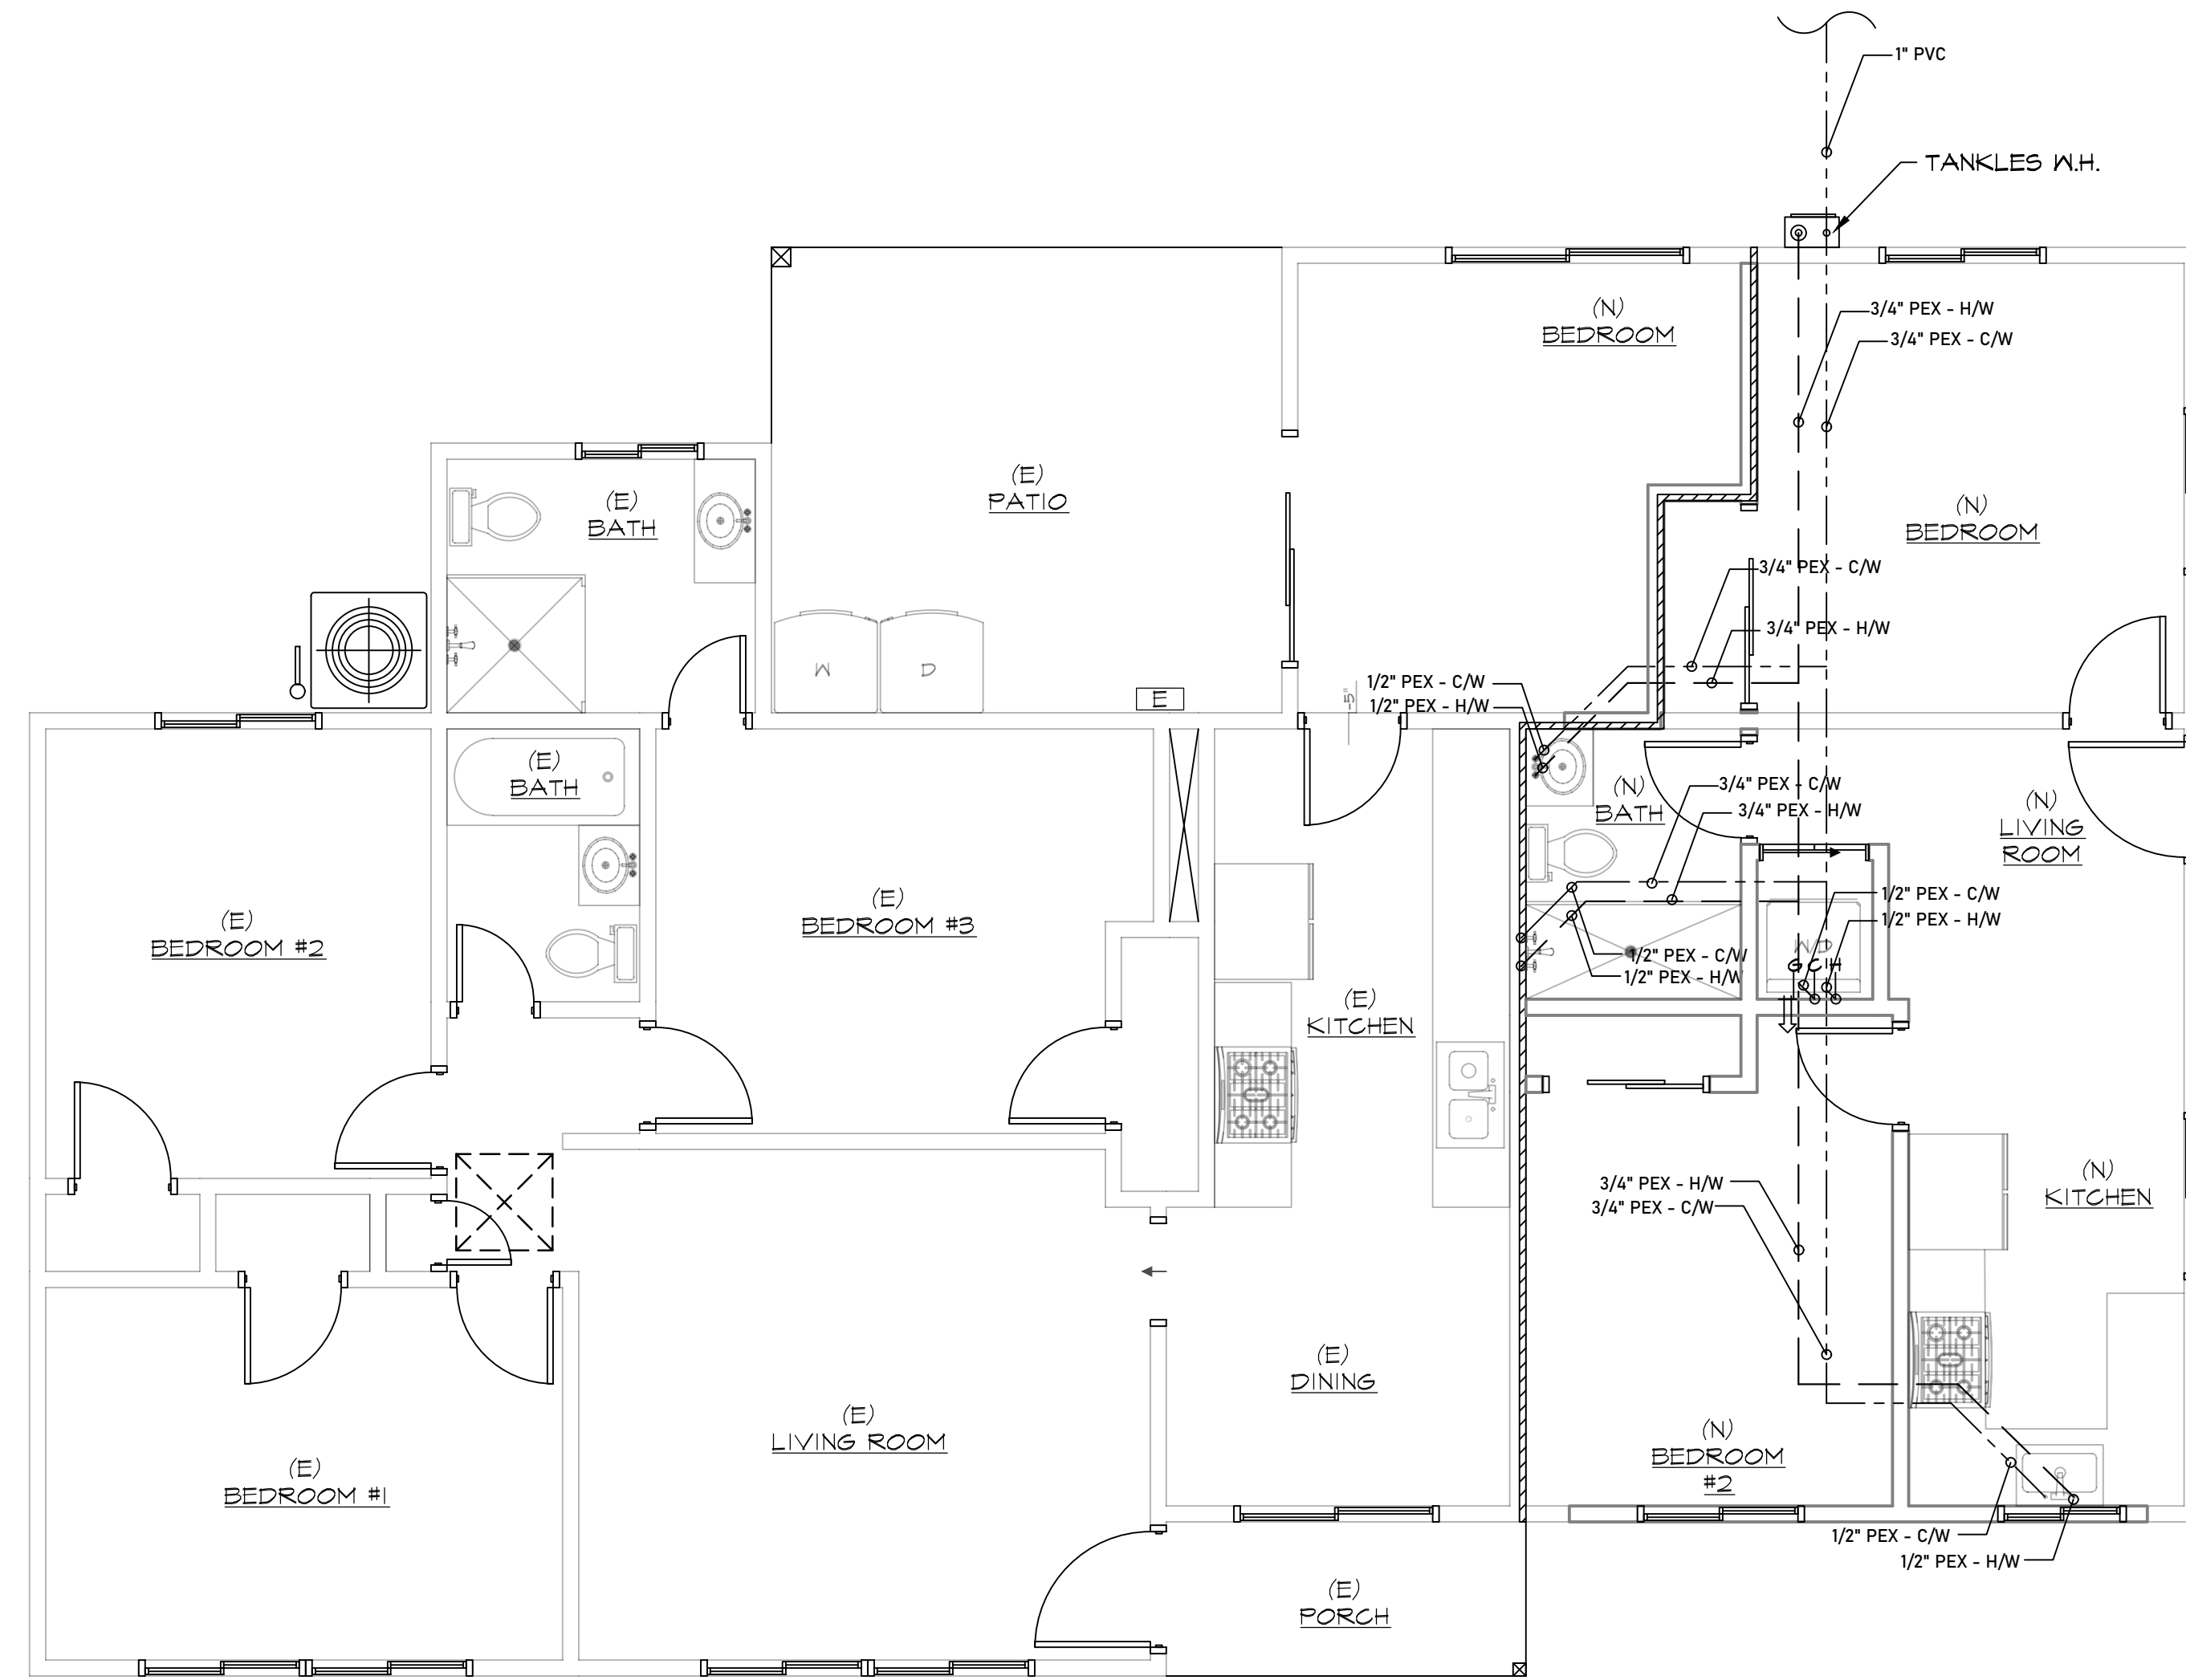 1" PVC
TANKLES W.H.
3/4" PEX - H/W
3/4" PEX - C/W
(N)
BEDROOM
(E)
PATIO
(E)
BATH
(N)
BEDROOM
3/4" PEX - C/W
3/4" PEX - H/W
W
D
E
-5"
1/2" PEX - C/W
1/2" PEX - H/W
(E)
BATH
(N)
BATH
3/4" PEX - C/W
3/4" PEX - H/W
(N)
LIVING
ROOM
(E)
BEDROOM #2
(E)
BEDROOM #3
1/2" PEX - C/W
1/2" PEX - H/W
1/2" PEX - C/W
1/2" PEX - H/W
G C H
(E)
KITCHEN
3/4" PEX - H/W
3/4" PEX - C/W
(N)
KITCHEN
(E)
DINING
(E)
LIVING ROOM
(N)
BEDROOM
#2
(E)
BEDROOM #1
1/2" PEX - C/W
1/2" PEX - H/W
(E)
PORCH